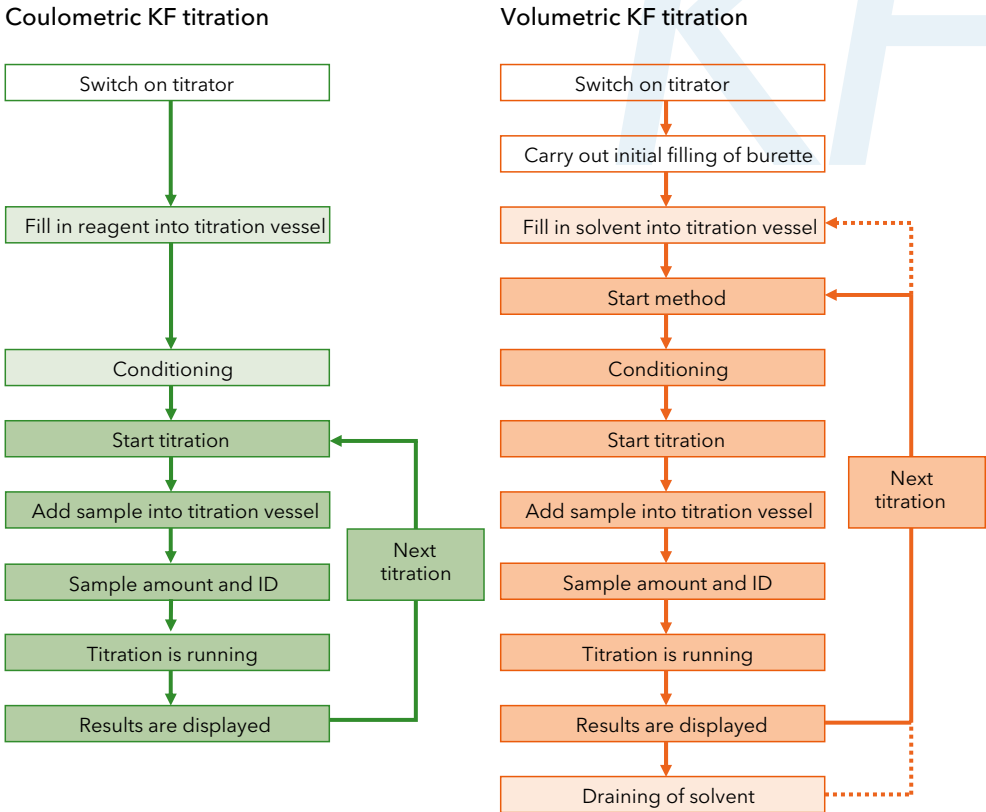 Coulometric KF titration
Switch on titrator
Fill in reagent into titration vessel
Conditioning
Start titration
Add sample into titration vessel
Sample amount and ID
Titration is running
Results are displayed
Next
titration
Volumetric KF titration
Switch on titrator
Carry out initial filling of burette
Fill in solvent into titration vessel
Start method
Conditioning
Start titration
Add sample into titration vessel
Sample amount and ID
Titration is running
Results are displayed
Draining of solvent
Next
titration
KF